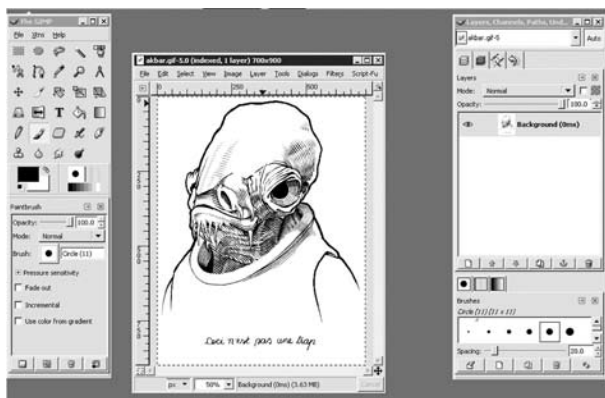 The GIMP
File Xtns Help
Paintbrush
Opacity: 100.0
Mode: Normal
Brush: Circle (11)
Pressure sensitivity
Fade out
Incremental
Use color from gradient
akbar.gif-5.0 (indexed, 1 layer) 700x900
File Edit Select View Image Layer Tools Dialogs Filters Script-Fu
0 250 500
Ceci n'est pas une trap
px 50% Background (0ms) (3.63 MB) Cancel
Layers, Channels, Paths, Und...
akbar.gif-5 Auto
Layers
Mode: Normal
Opacity: 100.0
Background (0ms)
Brushes
Circle (11) (11 x 11)
Spacing: 20.0